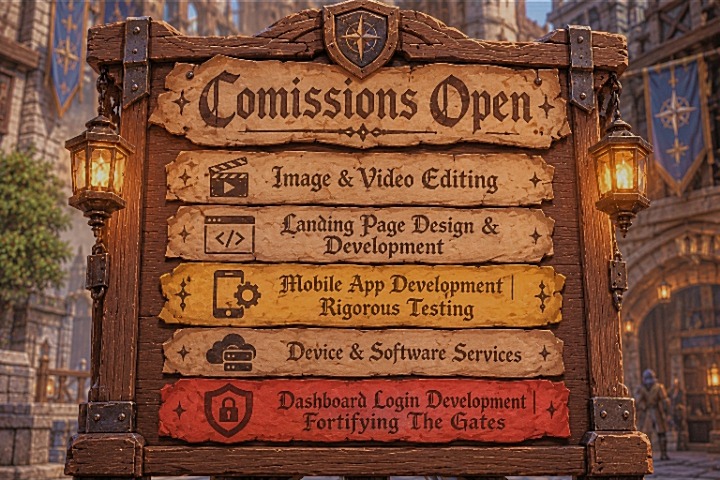 Comissions Open
Image & Video Editing
Landing Page Design &
Development
Mobile App Development |
Rigorous Testing
Device & Software Services
Dashboard Login Development |
Fortifying The Gates